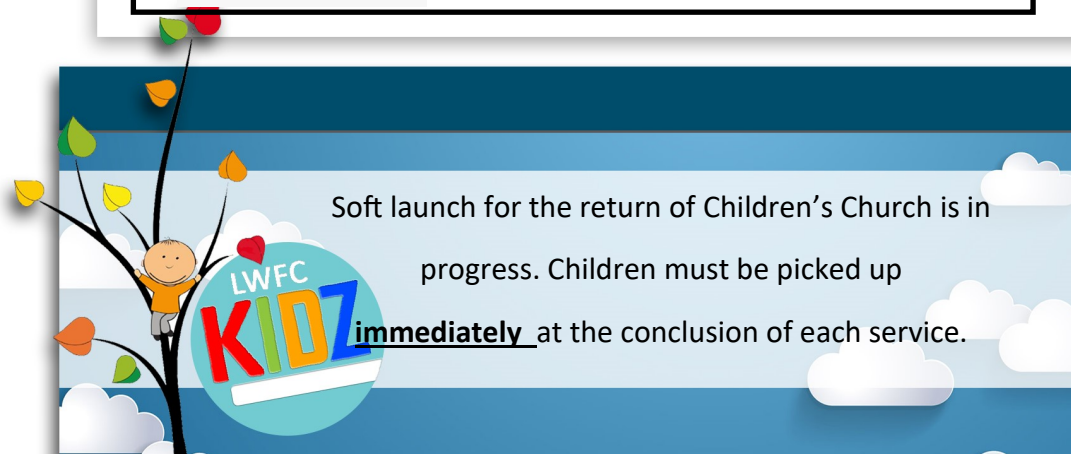 Soft launch for the return of Children’s Church is in
progress. Children must be picked up
immediately at the conclusion of each service.
LWFC
KIDZ